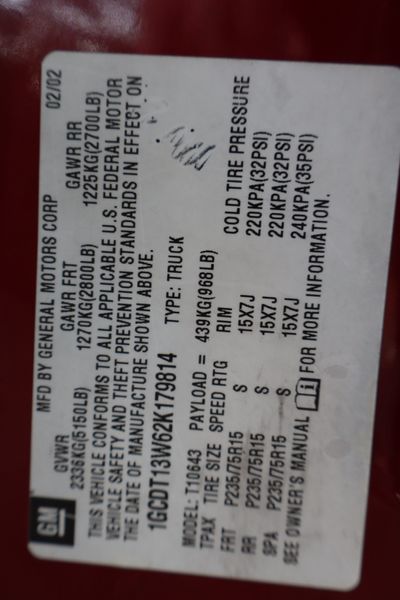 GM
MFD BY GENERAL MOTORS CORP 02/02
GVWR GAWR FRT GAWR RR
2336KG(5150LB) 1270KG(2800LB) 1225KG(2700LB)
THIS VEHICLE CONFORMS TO ALL APPLICABLE U.S. FEDERAL MOTOR
VEHICLE SAFETY AND THEFT PREVENTION STANDARDS IN EFFECT ON
THE DATE OF MANUFACTURE SHOWN ABOVE.
1GCDT13W62K179814 TYPE: TRUCK
MODEL: T10643 PAYLOAD = 439KG(968LB)
TPAX TIRE SIZE SPEED RTG RIM COLD TIRE PRESSURE
FRT P235/75R15 S 15X7J 220KPA(32PSI)
RR P235/75R15 S 15X7J 220KPA(32PSI)
SPA P235/75R15 S 15X7J 240KPA(35PSI)
SEE OWNER'S MANUAL FOR MORE INFORMATION.